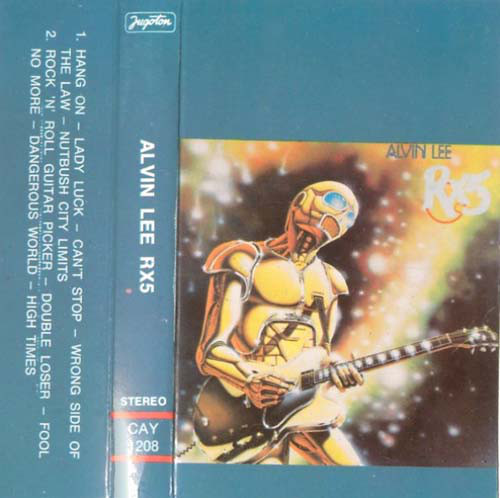 1. HANG ON – LADY LUCK – CAN'T STOP – WRONG SIDE OF
THE LAW – NUTBUSH CITY LIMITS
2. ROCK 'N' ROLL GUITAR PICKER – DOUBLE LOSER – FOOL
NO MORE – DANGEROUS WORLD – HIGH TIMES
Jugoton
ALVIN LEE RX5
STEREO
CAY
1208
ALVIN LEE
RX5